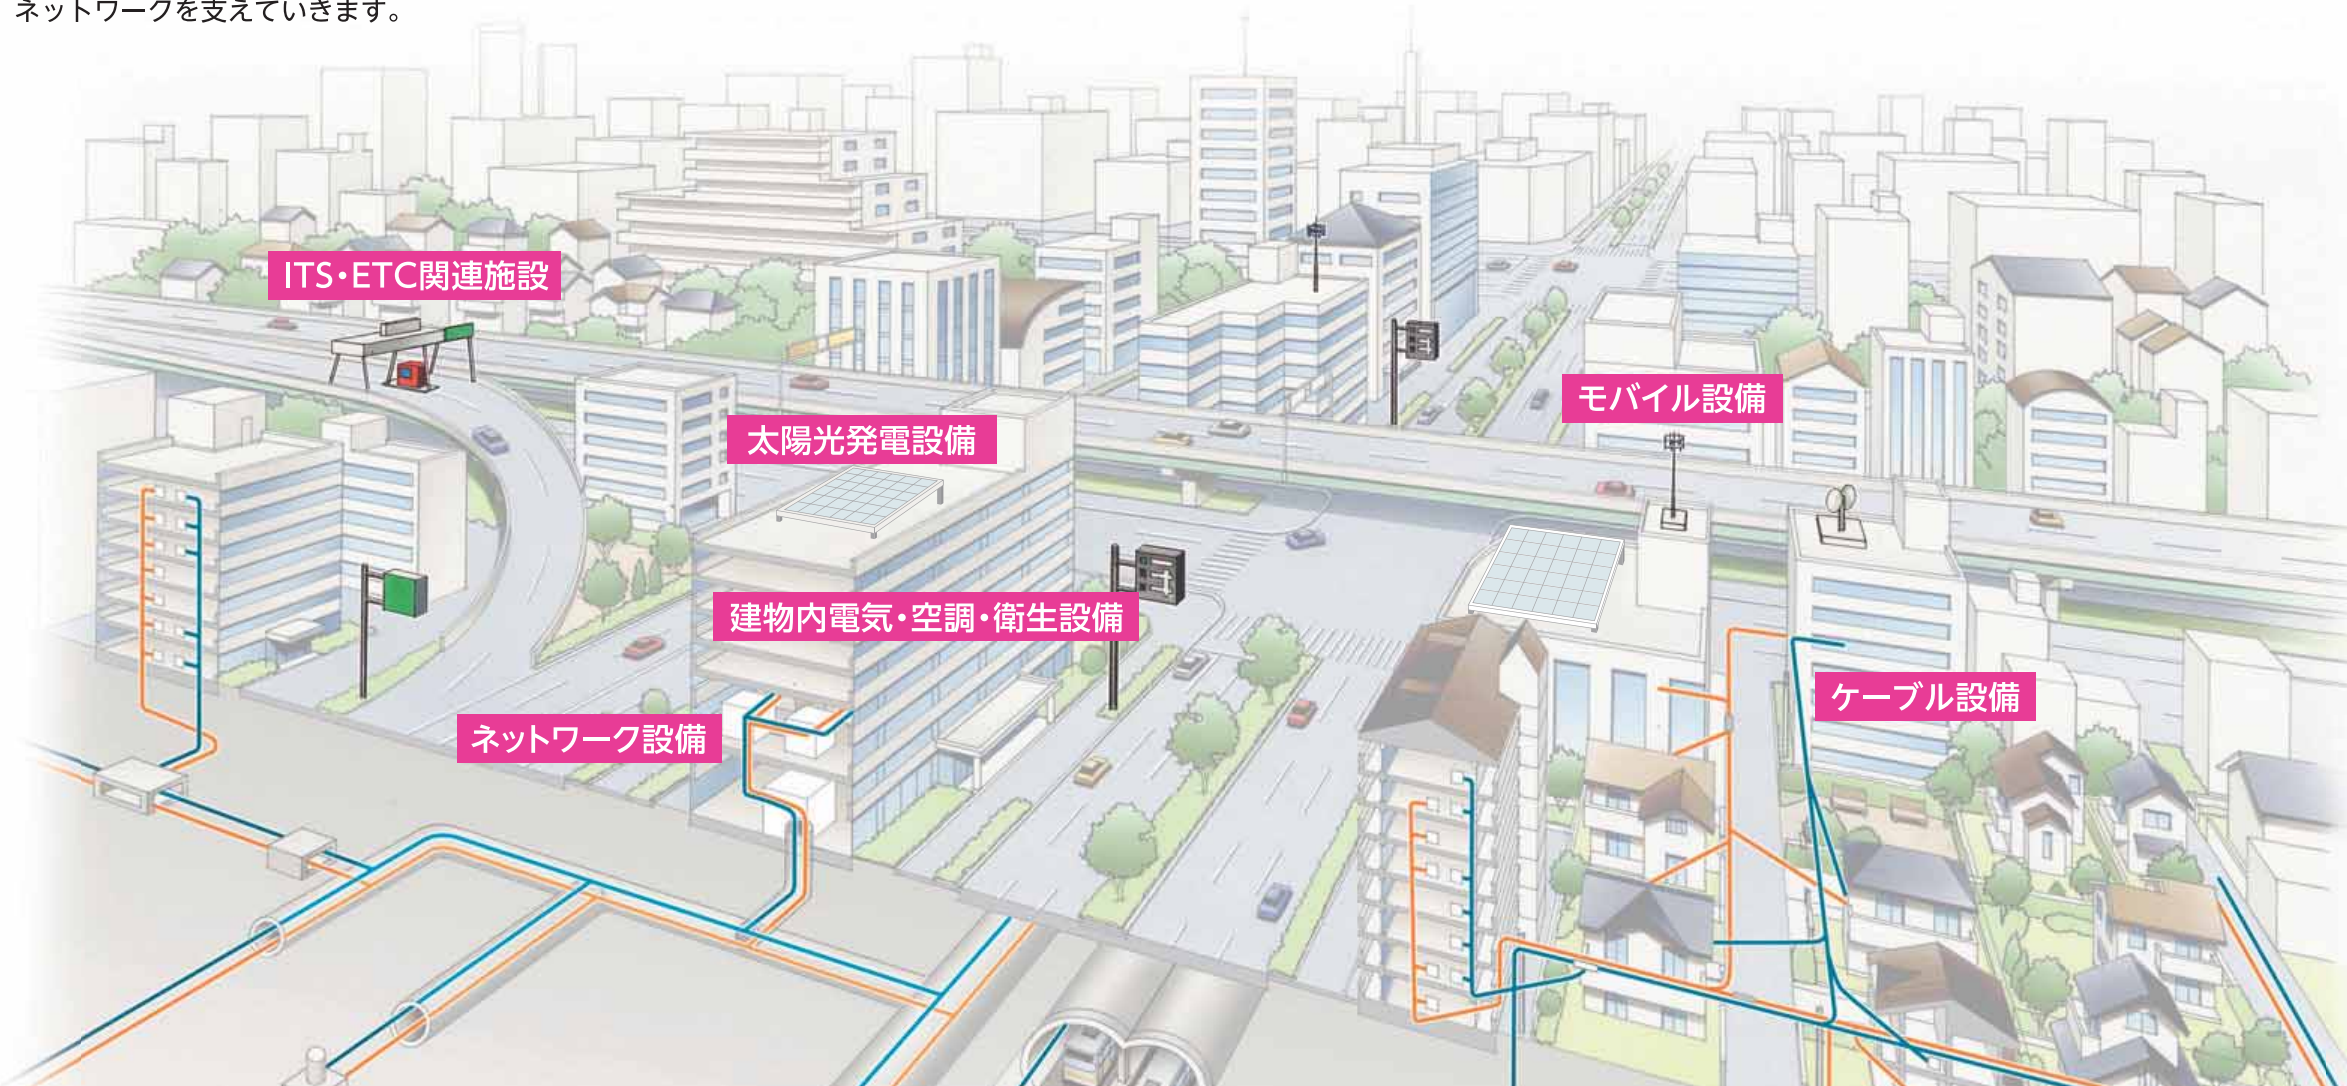 ネットワークを支えていきます。
ITS・ETC関連施設
太陽光発電設備
モバイル設備
建物内電気・空調・衛生設備
ケーブル設備
ネットワーク設備